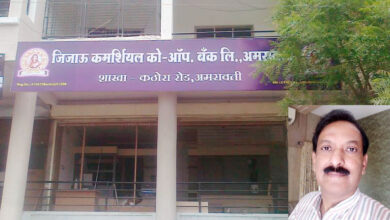 जिजाऊ कमर्शियल को-ऑप. बँक लि., अमरावती
शाखा - कठोरा रोड, अमरावती